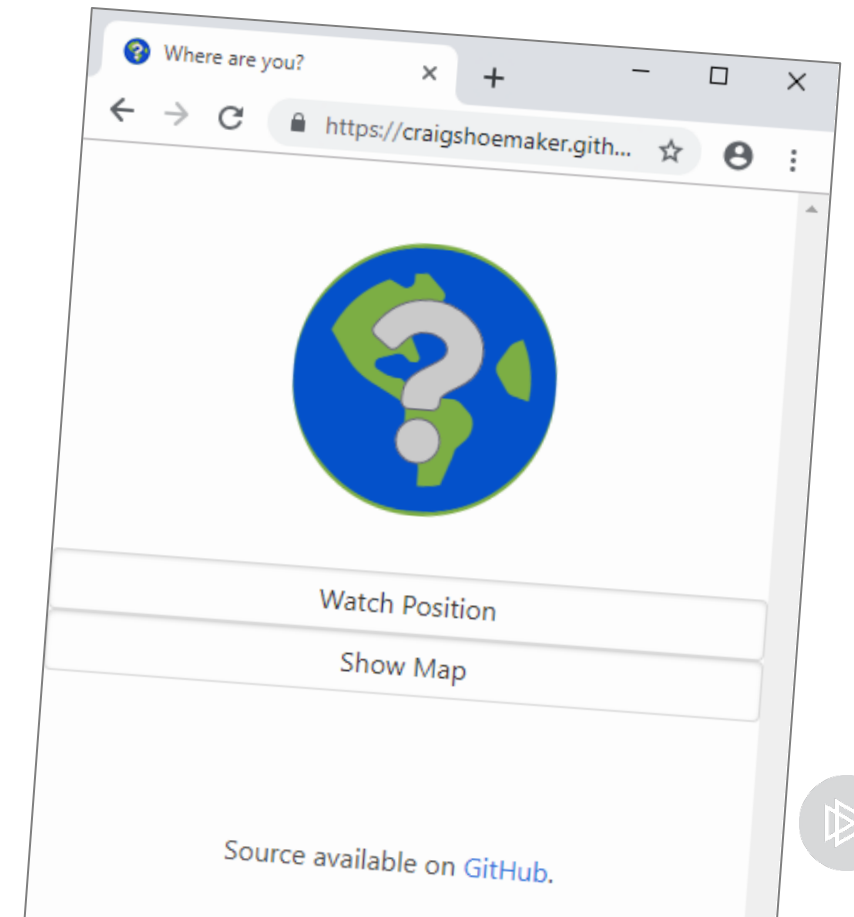 Where are you?
https://craigshoemaker.gith...
?
Watch Position
Show Map
Source available on GitHub.